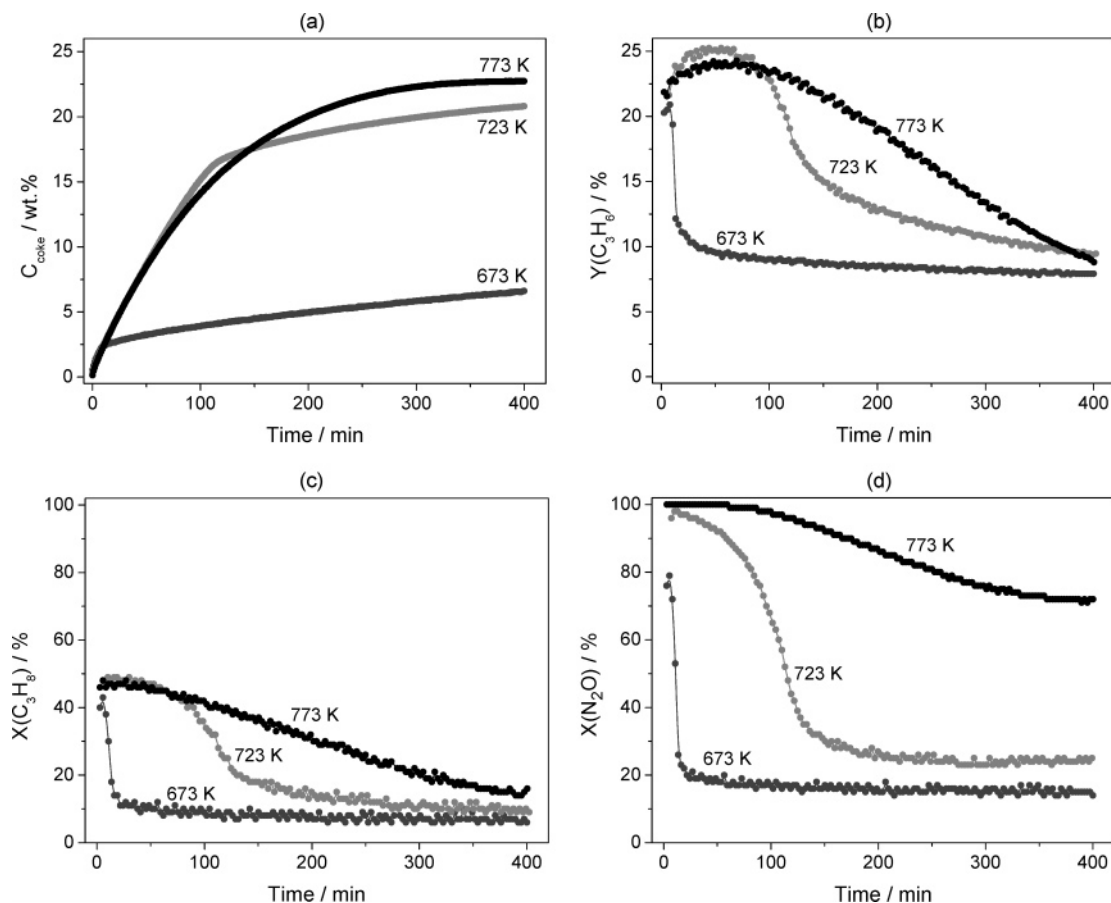 (a)
C_coke / wt.%
25
20
15
10
5
0
773 K
723 K
673 K
0 100 200 300 400
Time / min
(b)
Y(C₃H₆) / %
25
20
15
10
5
0
773 K
723 K
673 K
0 100 200 300 400
Time / min
(c)
X(C₃H₈) / %
100
80
60
40
20
0
773 K
723 K
673 K
0 100 200 300 400
Time / min
(d)
X(N₂O) / %
100
80
60
40
20
0
773 K
723 K
673 K
0 100 200 300 400
Time / min